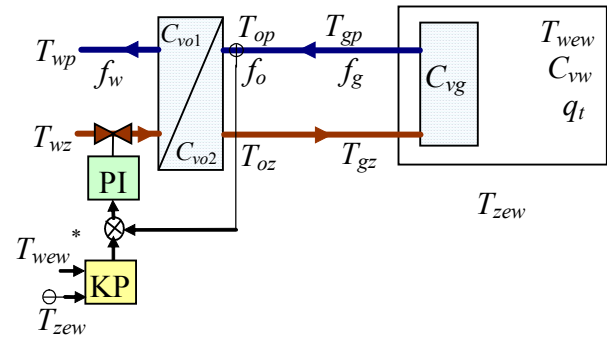 C_vo1 T_op T_gp T_wew
T_wp f_w f_o f_g C_vg C_vw
q_t
T_wz C_vo2 T_oz T_gz
PI
T_zew
T_wew*
KP
T_zew